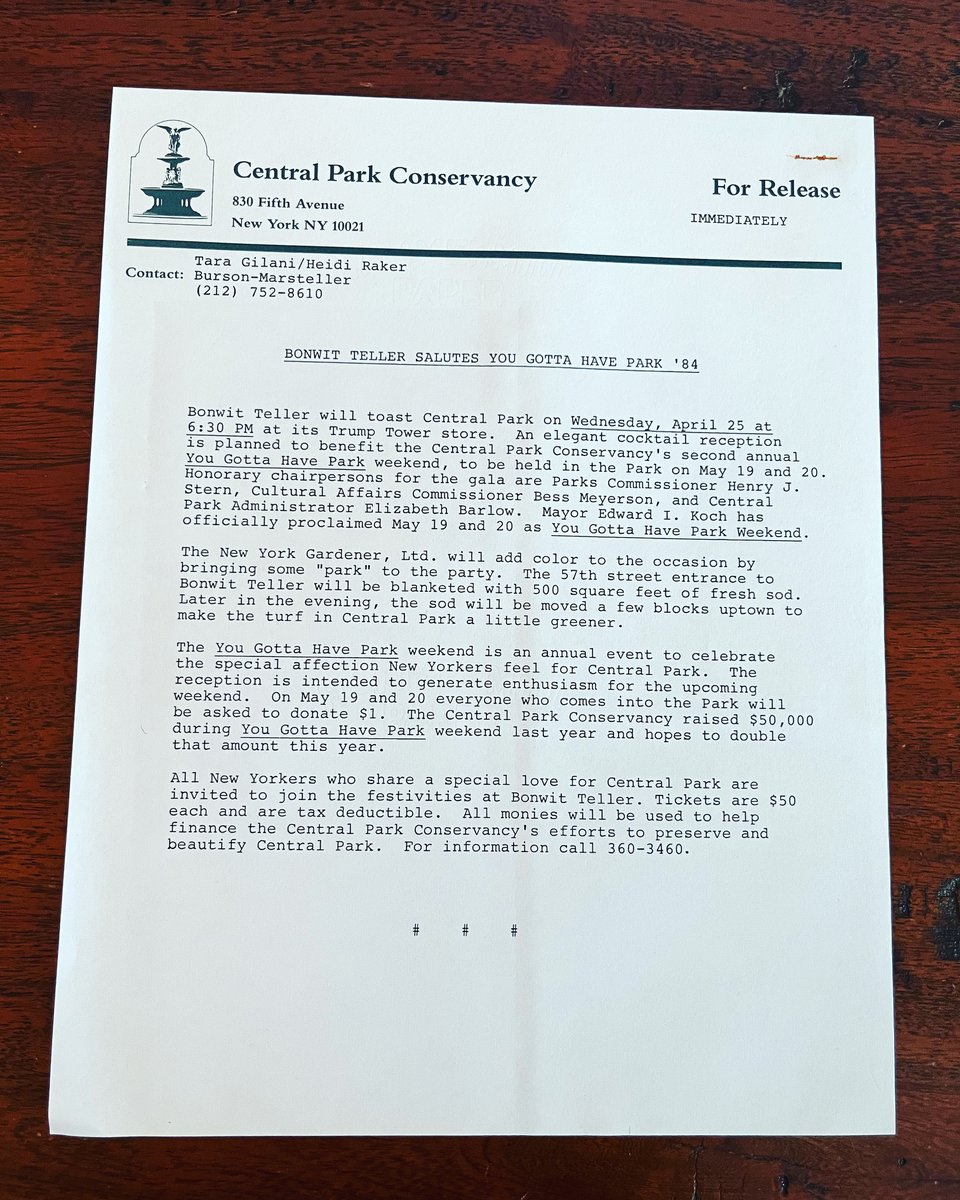 Central Park Conservancy
830 Fifth Avenue
New York NY 10021
For Release
IMMEDIATELY
Contact:
Tara Gilani/Heidi Raker
Burson-Marsteller
(212) 752-8610
BONWIT TELLER SALUTES YOU GOTTA HAVE PARK '84
Bonwit Teller will toast Central Park on Wednesday, April 25 at
6:30 PM at its Trump Tower store. An elegant cocktail reception
is planned to benefit the Central Park Conservancy's second annual
You Gotta Have Park weekend, to be held in the Park on May 19 and 20.
Honorary chairpersons for the gala are Parks Commissioner Henry J.
Stern, Cultural Affairs Commissioner Bess Meyerson, and Central
Park Administrator Elizabeth Barlow. Mayor Edward I. Koch has
officially proclaimed May 19 and 20 as You Gotta Have Park Weekend.
The New York Gardener, Ltd. will add color to the occasion by
bringing some "park" to the party. The 57th street entrance to
Bonwit Teller will be blanketed with 500 square feet of fresh sod.
Later in the evening, the sod will be moved a few blocks uptown to
make the turf in Central Park a little greener.
The You Gotta Have Park weekend is an annual event to celebrate
the special affection New Yorkers feel for Central Park. The
reception is intended to generate enthusiasm for the upcoming
weekend. On May 19 and 20 everyone who comes into the Park will
be asked to donate $1. The Central Park Conservancy raised $50,000
during You Gotta Have Park weekend last year and hopes to double
that amount this year.
All New Yorkers who share a special love for Central Park are
invited to join the festivities at Bonwit Teller. Tickets are $50
each and are tax deductible. All monies will be used to help
finance the Central Park Conservancy's efforts to preserve and
beautify Central Park. For information call 360-3460.
# # #